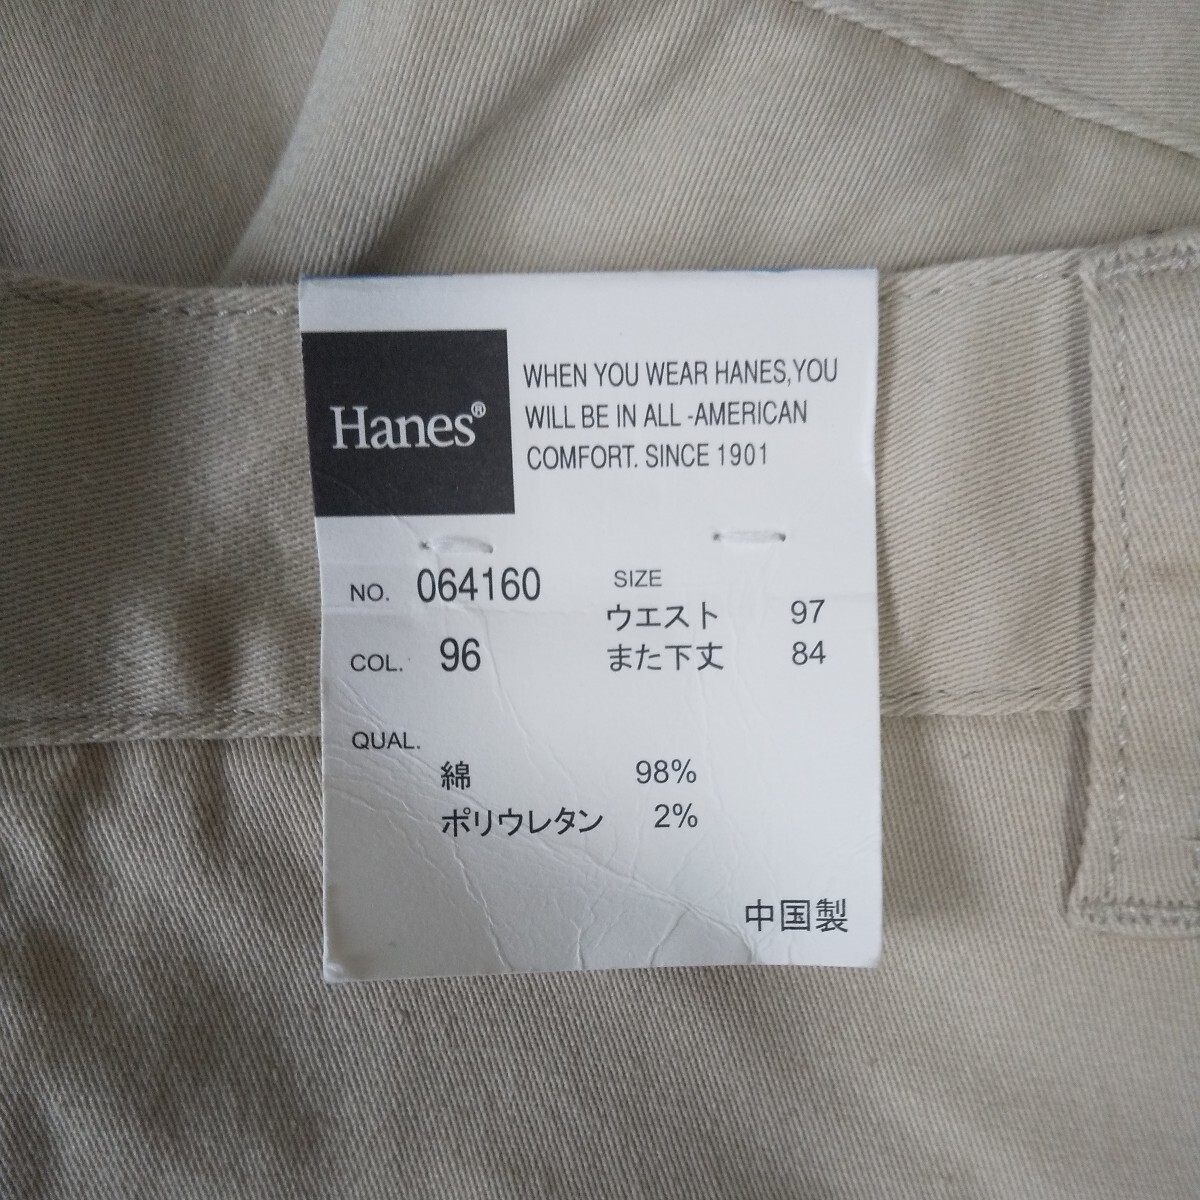 Hanes®
WHEN YOU WEAR HANES,YOU
WILL BE IN ALL -AMERICAN
COMFORT. SINCE 1901
NO. 064160
COL. 96
SIZE
ウエスト 97
また下丈 84
QUAL.
綿 98%
ポリウレタン 2%
中国製